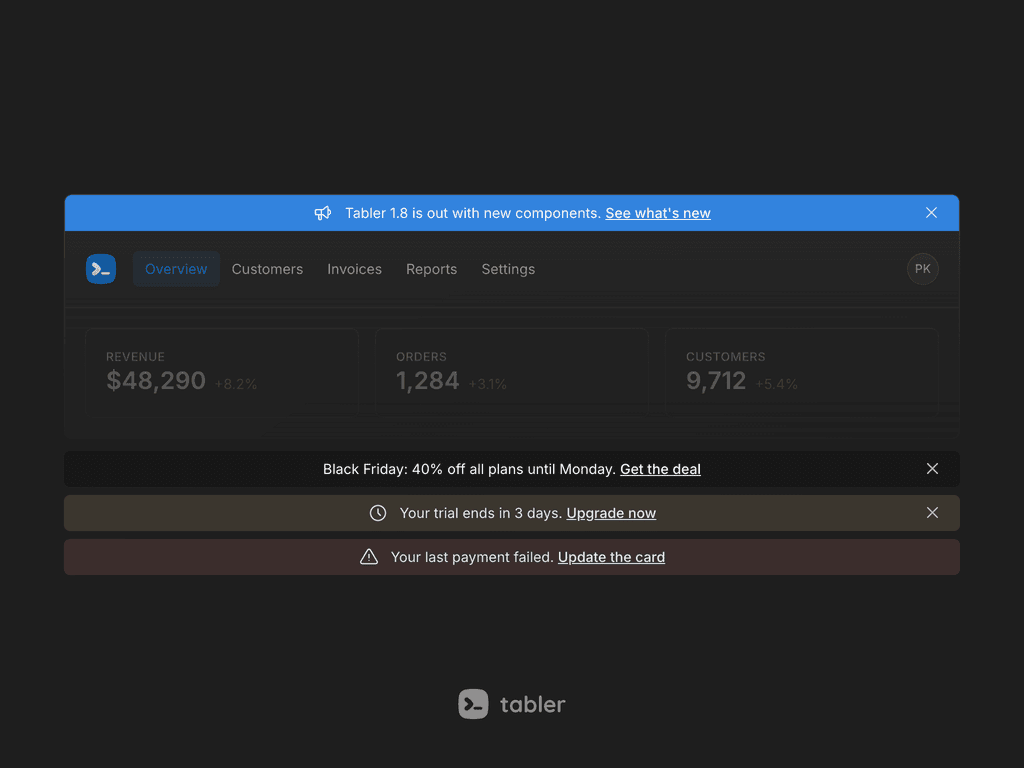 Tabler 1.8 is out with new components. See what's new
Overview Customers Invoices Reports Settings PK
REVENUE ORDERS CUSTOMERS
$48,290 +8.2% 1,284 +3.1% 9,712 +5.4%
Black Friday: 40% off all plans until Monday. Get the deal
Your trial ends in 3 days. Upgrade now
Your last payment failed. Update the card
tabler